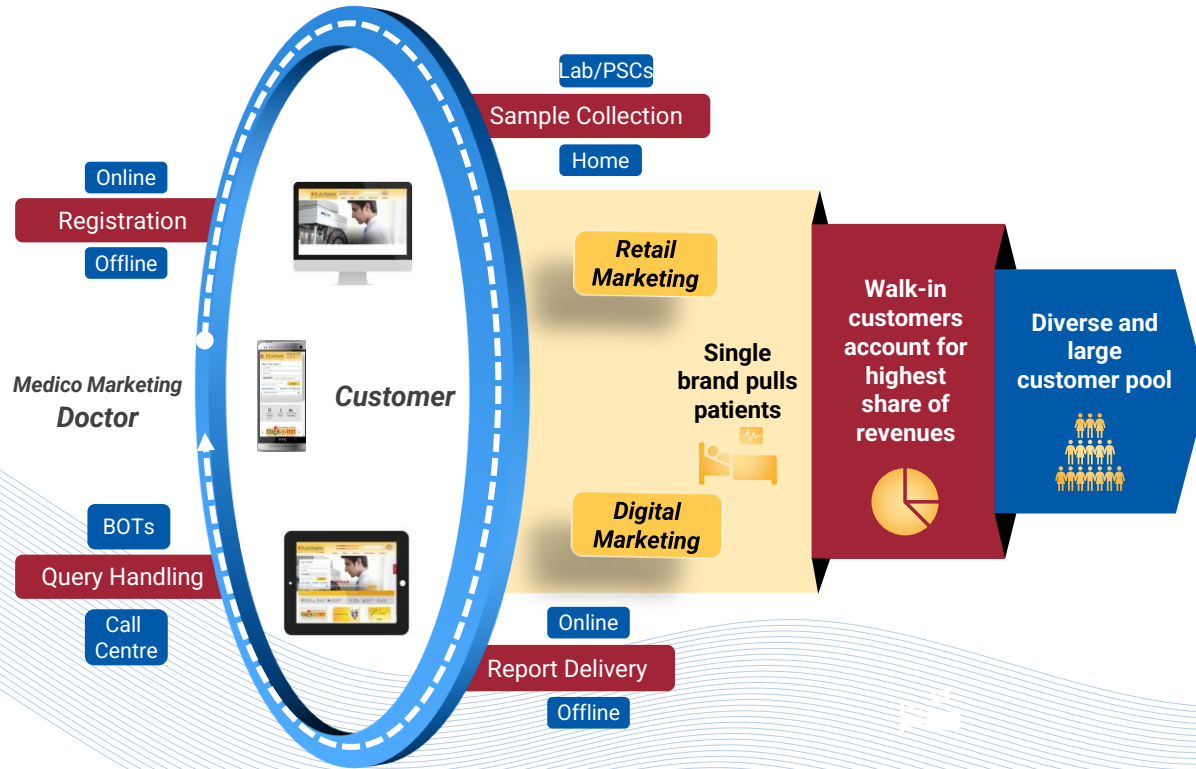 Lab/PSCs
Sample Collection
Home
Online
Registration
Offline
Retail
Marketing
Walk-in
customers
account for
highest
share of
revenues
Diverse and
large
customer pool
Single
brand pulls
patients
Medico Marketing
Doctor
Customer
Digital
Marketing
BOTs
Query Handling
Call
Centre
Online
Report Delivery
Offline